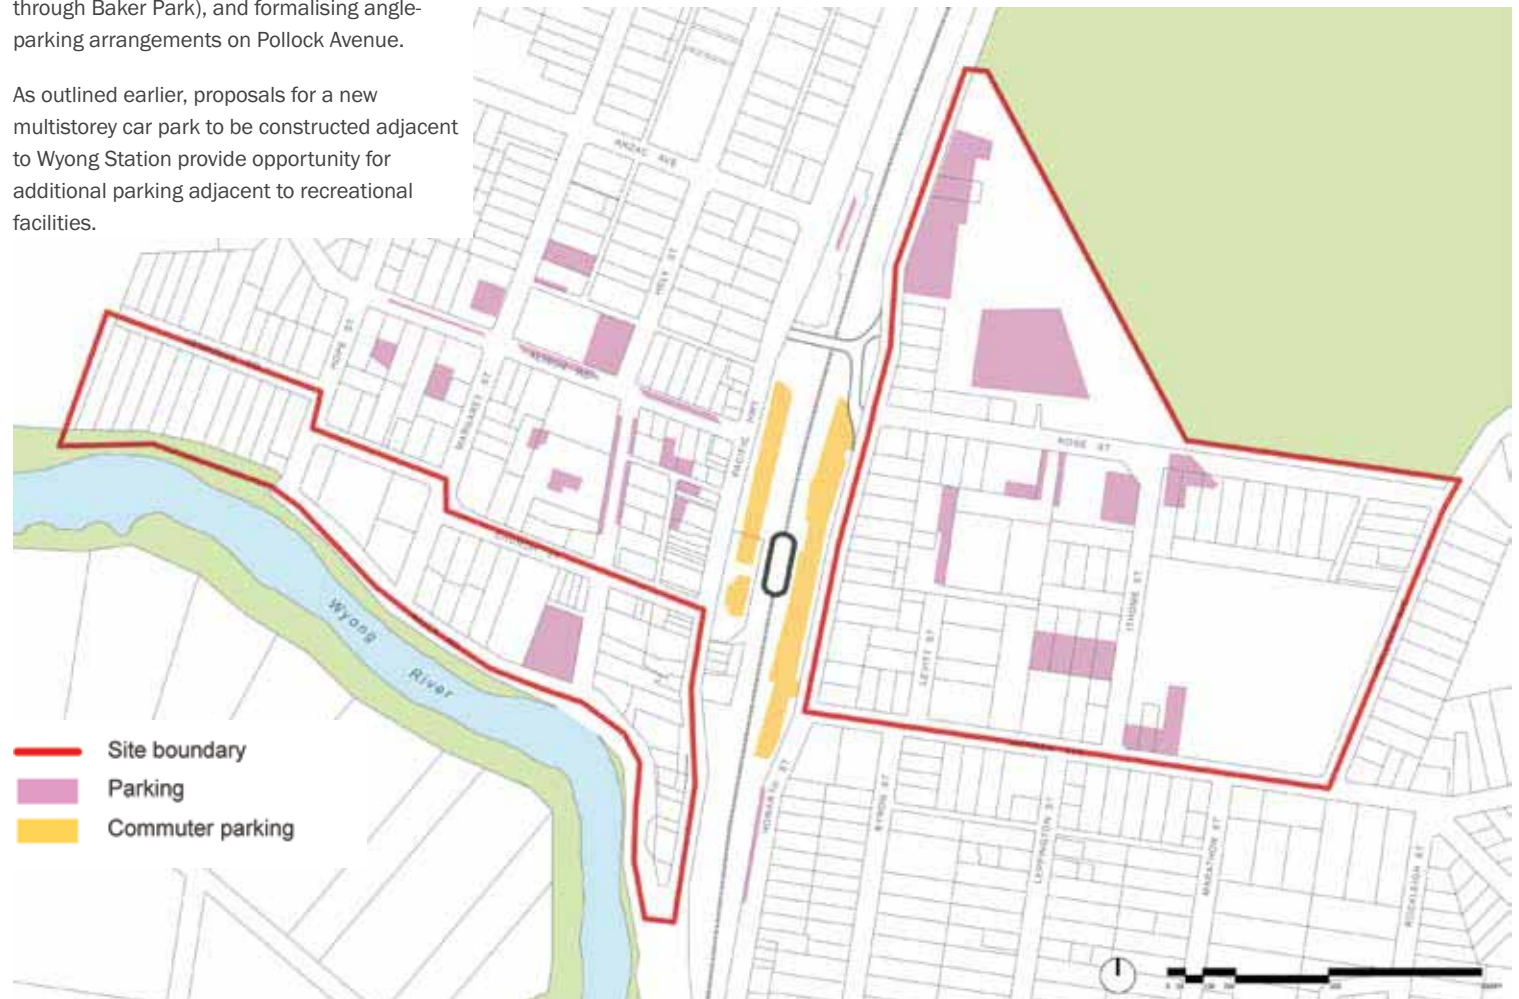 through Baker Park), and formalising angle-
parking arrangements on Pollock Avenue.
As outlined earlier, proposals for a new
multistorey car park to be constructed adjacent
to Wyong Station provide opportunity for
additional parking adjacent to recreational
facilities.
ANZAC AVE
HELY ST
HOPE ST
MARGARET ST
PACIFIC HWY
ROSE ST
ITHOME ST
LEVITT ST
Wyong
River
Site boundary
Parking
Commuter parking
HOWARTH ST
BYRON ST
LEPPINGTON ST
MARATHON ST
ROCKLEIGH ST